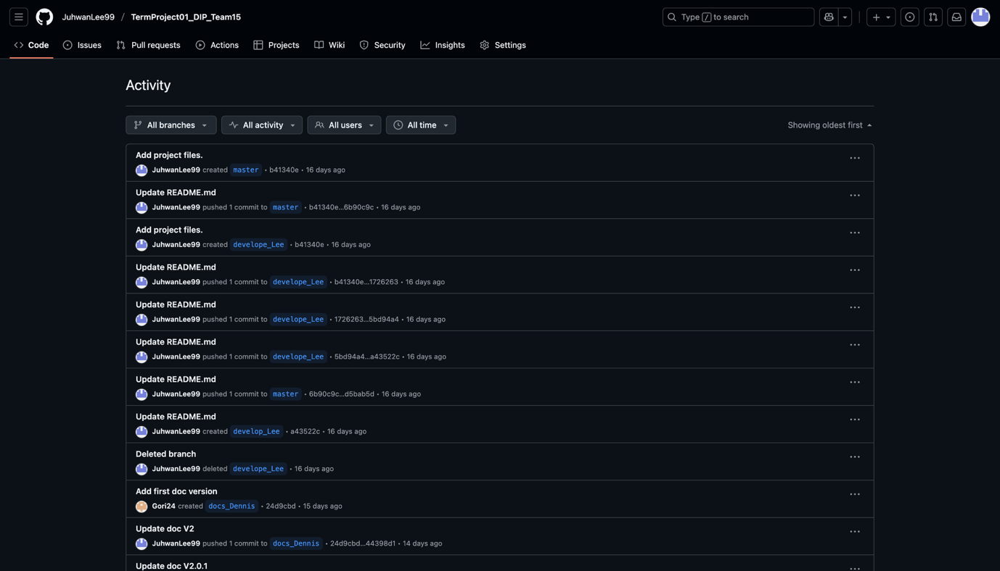 JuhwanLee99 / TermProject01_DIP_Team15
Type / to search
Code Issues Pull requests Actions Projects Wiki Security Insights Settings
Activity
All branches All activity All users All time Showing oldest first
Add project files.
JuhwanLee99 created master • b41340e • 16 days ago
Update README.md
JuhwanLee99 pushed 1 commit to master • b41340e...6b90c9c • 16 days ago
Add project files.
JuhwanLee99 created develope_Lee • b41340e • 16 days ago
Update README.md
JuhwanLee99 pushed 1 commit to develope_Lee • b41340e...1726263 • 16 days ago
Update README.md
JuhwanLee99 pushed 1 commit to develope_Lee • 1726263...5bd94a4 • 16 days ago
Update README.md
JuhwanLee99 pushed 1 commit to develope_Lee • 5bd94a4...a43522c • 16 days ago
Update README.md
JuhwanLee99 pushed 1 commit to master • 6b90c9c...d5bab5d • 16 days ago
Update README.md
JuhwanLee99 created develop_Lee • a43522c • 16 days ago
Deleted branch
JuhwanLee99 deleted develope_Lee • 16 days ago
Add first doc version
Gori24 created docs_Dennis • 24d9cbd • 15 days ago
Update doc V2
JuhwanLee99 pushed 1 commit to docs_Dennis • 24d9cbd...44398d1 • 14 days ago
Update doc V2.0.1